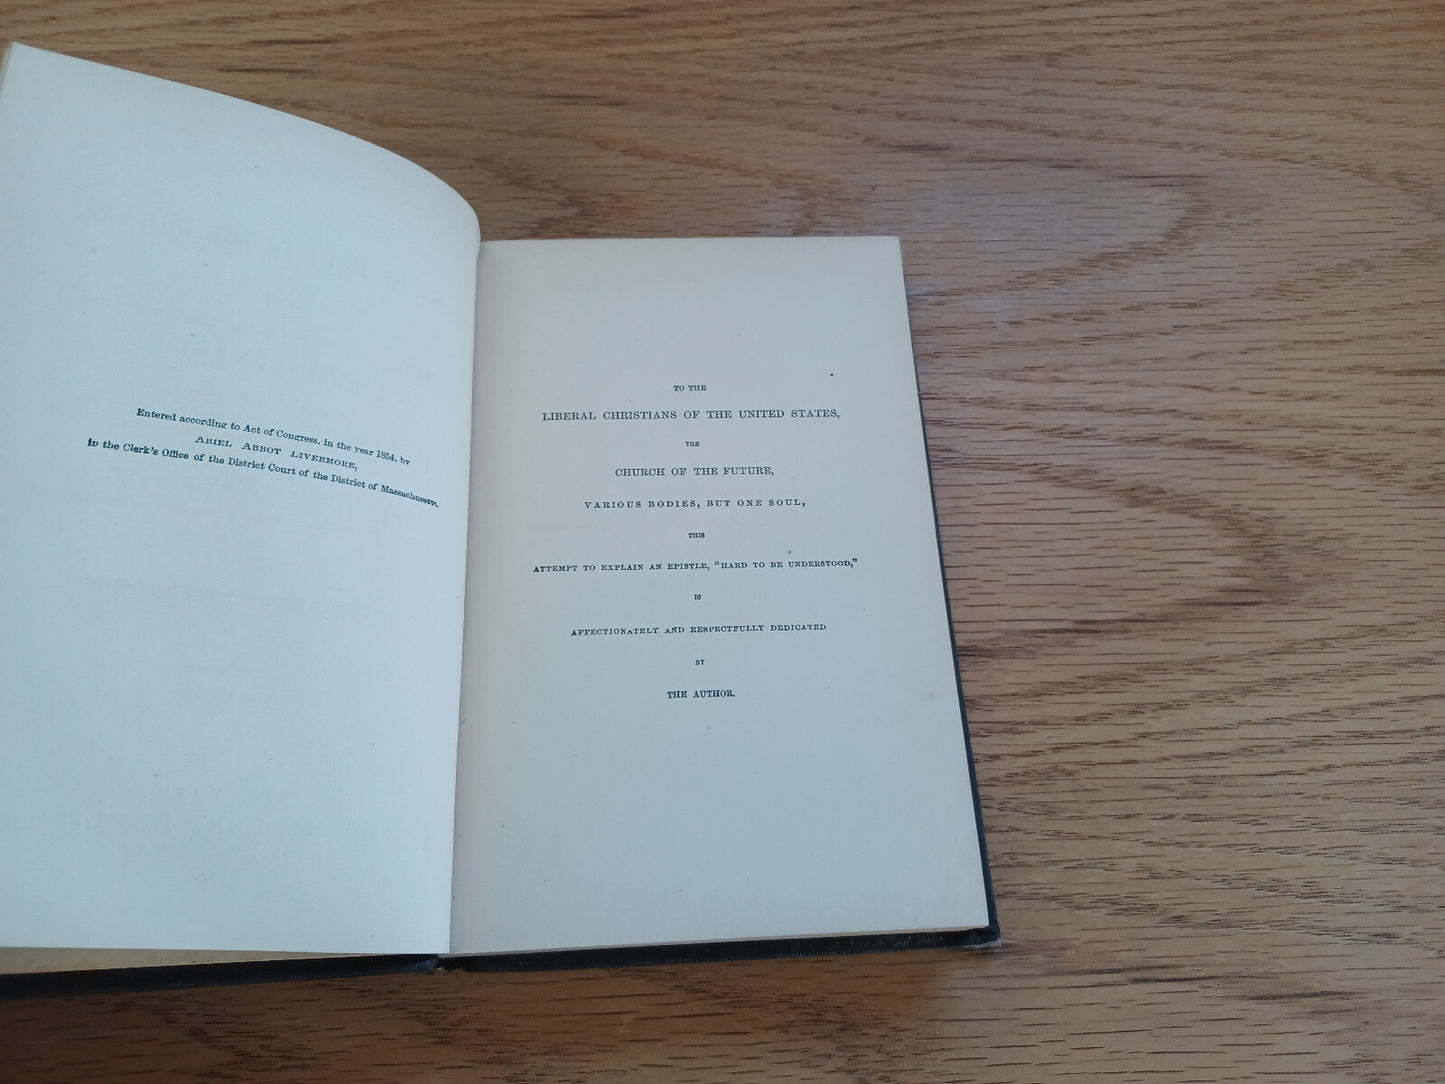 Entered according to Act of Congress, in the year 1854, by
ABIEL ABBOT LIVERMORE,
in the Clerk's Office of the District Court of the District of Massachusetts.
TO THE
LIBERAL CHRISTIANS OF THE UNITED STATES,
THE
CHURCH OF THE FUTURE,
VARIOUS BODIES, BUT ONE SOUL,
THIS
ATTEMPT TO EXPLAIN AN EPISTLE, "HARD TO BE UNDERSTOOD,"
IS
AFFECTIONATELY AND RESPECTFULLY DEDICATED
BY
THE AUTHOR.